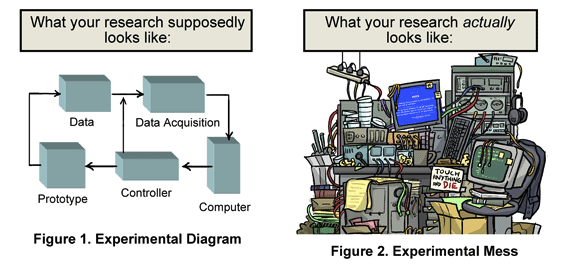 What your research supposedly
looks like:
Data
Data Acquisition
Prototype
Controller
Computer
Figure 1. Experimental Diagram
What your research actually
looks like:
TOUCH
ANYTHING
AND DIE
Figure 2. Experimental Mess